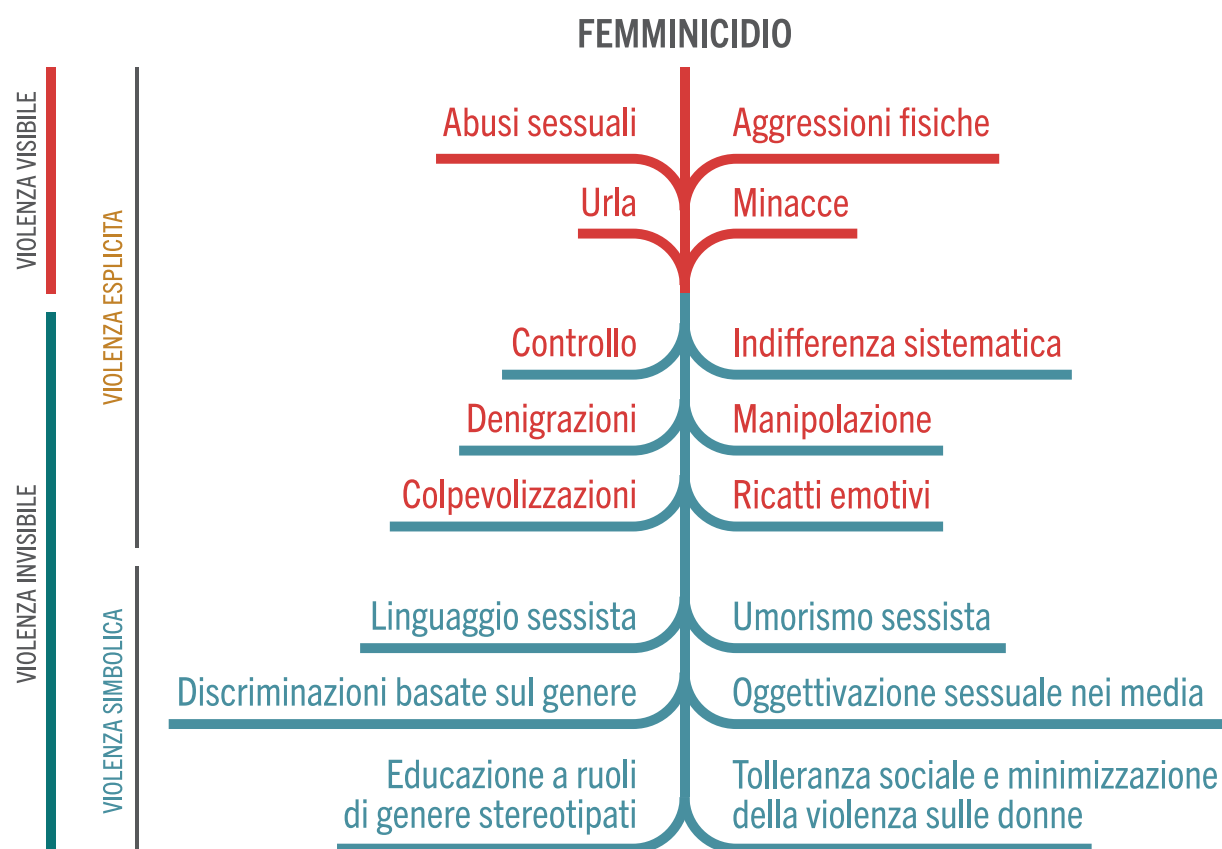 FEMMINICIDIO
VIOLENZA VISIBILE
VIOLENZA ESPLICITA
Abusi sessuali
Aggressioni fisiche
Urla
Minacce
Controllo
Indifferenza sistematica
Denigrazioni
Manipolazione
Colpevolizzazioni
Ricatti emotivi
VIOLENZA INVISIBILE
VIOLENZA SIMBOLICA
Linguaggio sessista
Umorismo sessista
Discriminazioni basate sul genere
Oggettivazione sessuale nei media
Educazione a ruoli
di genere stereotipati
Tolleranza sociale e minimizzazione
della violenza sulle donne